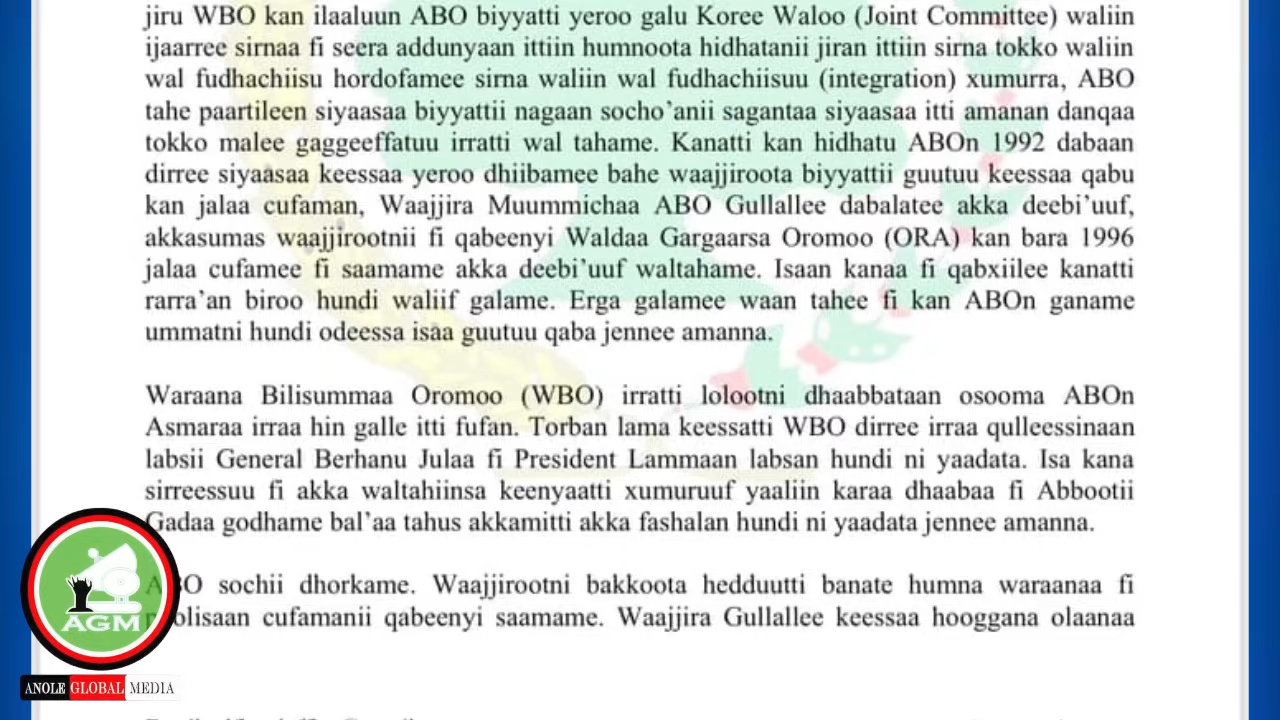 jiru WBO kan ilaaluun ABO biyyatti yeroo galu Koree Waloo (Joint Committee) waliin
ijaarree sirnaa fi seera addunyaan ittiin humnoota hidhatanii jiran ittiin sirna tokko waliin
wal fudhachiisu hordofamee sirna waliin wal fudhachiisuu (integration) xumurra, ABO
tahe paartileen siyaasaa biyyattii nagaan socho’anii sagantaa siyaasaa itti amanan danqaa
tokko malee gaggeeffatuu irratti wal tahame. Kanatti kan hidhatu ABOn 1992 dabaan
dirree siyaasaa keessaa yeroo dhiibamee bahe waajjiroota biyyattii guutuu keessaa qabu
kan jalaa cufaman, Waajjira Muummichaa ABO Gullallee dabalatee akka deebi’uuf,
akkasumas waajjirootnii fi qabeenyi Waldaa Gargaarsa Oromoo (ORA) kan bara 1996
jalaa cufamee fi saamame akka deebi’uuf waltahame. Isaan kanaa fi qabxiilee kanatti
rarra’an biroo hundi waliif galame. Erga galamee waan tahee fi kan ABOn ganame
ummatni hundi odeessa isaa guutuu qaba jennee amanna.
Waraana Bilisummaa Oromoo (WBO) irratti lolootni dhaabbataan osooma ABOn
Asmaraa irraa hin galle itti fufan. Torban lama keessatti WBO dirree irraa qulleessinaan
labsii General Berhanu Julaa fi President Lammaan labsan hundi ni yaadata. Isa kana
sirreessuu fi akka waltahiinsa keenyaatti xumuruuf yaaliin karaa dhaabaa fi Abbootii
Gadaa godhame bal’aa tahus akkamitti akka fashalan hundi ni yaadata jennee amanna.
sochii dhorkame. Waajjirootni bakkoota hedduutti banate humna waraanaa fi
cufamanii qabeenyi saamame. Waajjira Gullallee keessaa hooggana olaanaa
AGM
ANOLE GLOBAL MEDIA